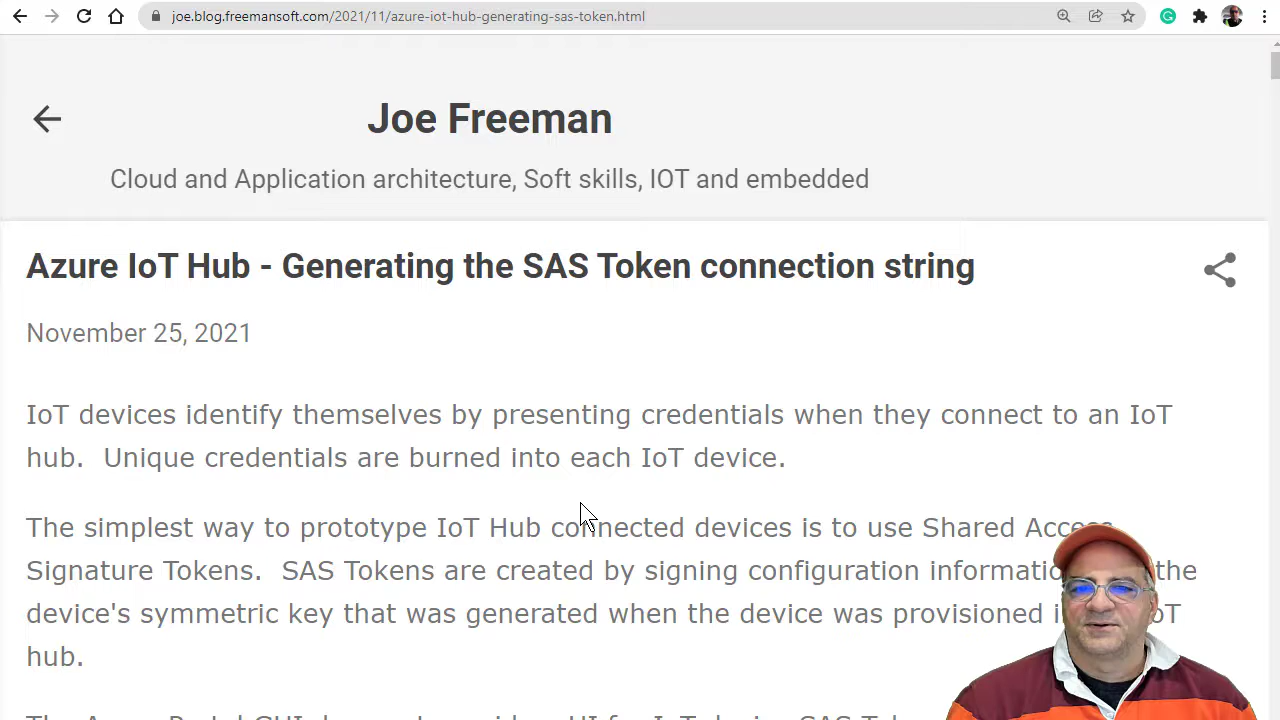 joe.blog.freemansoft.com/2021/11/azure-iot-hub-generating-sas-token.html
Joe Freeman
Cloud and Application architecture, Soft skills, IOT and embedded
Azure IoT Hub - Generating the SAS Token connection string
November 25, 2021
IoT devices identify themselves by presenting credentials when they connect to an IoT
hub. Unique credentials are burned into each IoT device.
The simplest way to prototype IoT Hub connected devices is to use Shared Access
Signature Tokens. SAS Tokens are created by signing configuration the
device's symmetric key that was generated when the device was provisioned
hub.